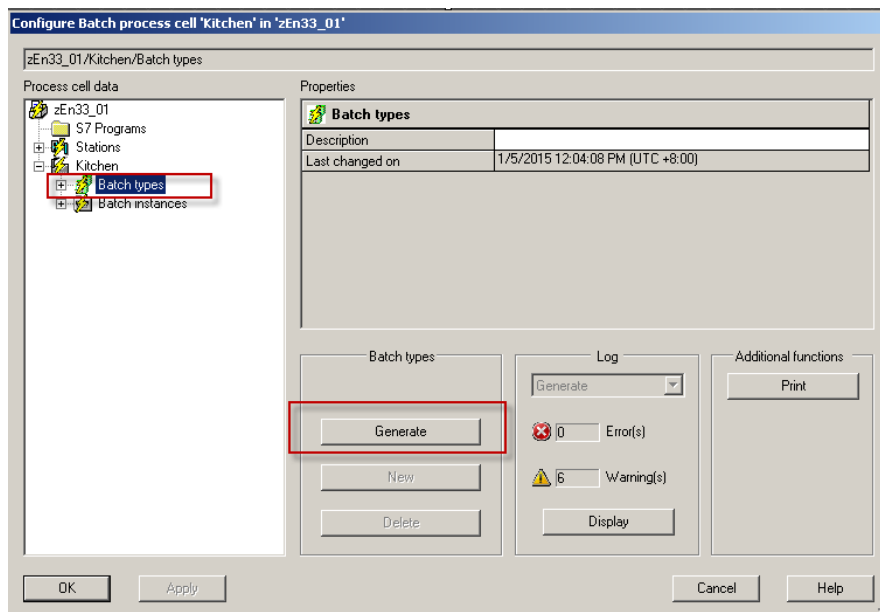 Configure Batch process cell 'Kitchen' in 'zEn33_01'
zEn33_01/Kitchen/Batch types
Process cell data
Properties
zEn33_01
S7 Programs
Stations
Kitchen
Batch types
Batch instances
Batch types
Description
Last changed on 1/5/2015 12:04:08 PM (UTC +8:00)
Batch types
Generate
New
Delete
Log
Generate
0 Error(s)
6 Warning(s)
Display
Additional functions
Print
OK Apply Cancel Help